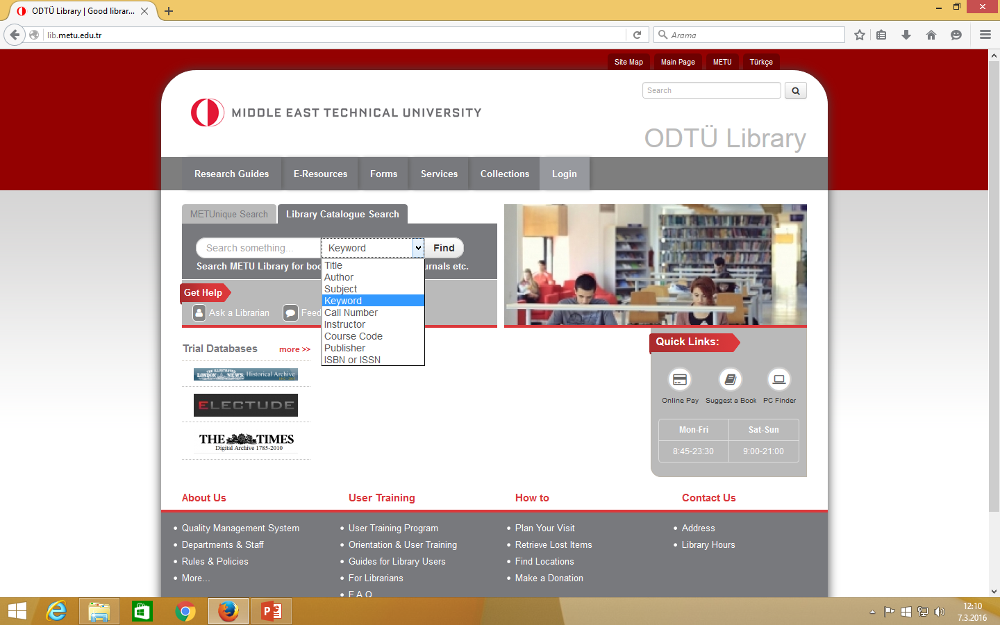 ODTÜ Library | Good librar...
lib.metu.edu.tr
Arama
Site Map
Main Page
METU
Türkçe
Search
MIDDLE EAST TECHNICAL UNIVERSITY
ODTÜ Library
Research Guides
E-Resources
Forms
Services
Collections
Login
METUnique Search
Library Catalogue Search
Search something...
Keyword
Find
Search METU Library for boo
urnals etc.
Title
Author
Subject
Keyword
Call Number
Instructor
Course Code
Publisher
ISBN or ISSN
Get Help
Ask a Librarian
Feed
Trial Databases
more >>
THE ILLUSTRATED
LONDON NEWS
Historical Archive
ELECTUDE
THE TIMES
Digital Archive 1785-2010
Quick Links:
Online Pay
Suggest a Book
PC Finder
Mon-Fri
Sat-Sun
8:45-23:30
9:00-21:00
About Us
User Training
How to
Contact Us
Quality Management System
Departments & Staff
Rules & Policies
More...
User Training Program
Orientation & User Training
Guides for Library Users
For Librarians
F.A.Q
Plan Your Visit
Retrieve Lost Items
Find Locations
Make a Donation
Address
Library Hours
12:10
7.3.2016